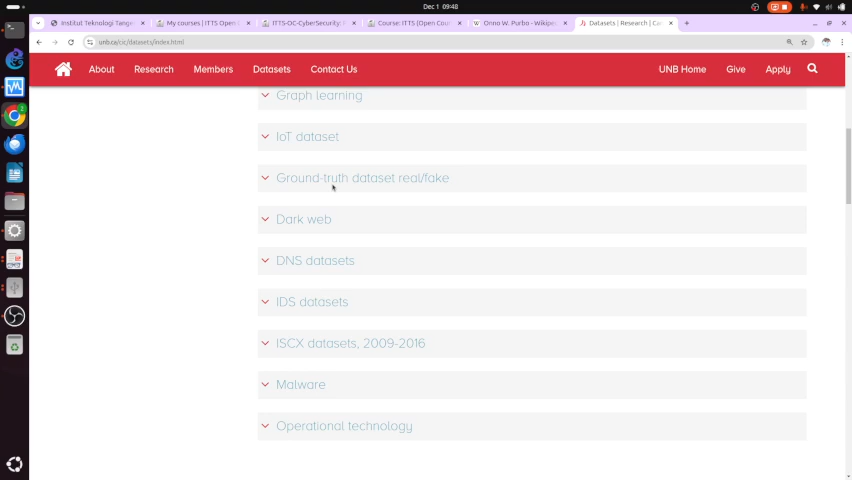 Dec 1 09:48
Institut Teknologi Tange
My courses | ITTS Open
ITTS-OC-CyberSecurity:
Course: ITTS (Open Cou
Onno W. Purbo - Wikipe
Datasets | Research | Ca
unb.ca/cic/datasets/index.html
About
Research
Members
Datasets
Contact Us
UNB Home
Give
Apply
Graph learning
IoT dataset
Ground-truth dataset real/fake
Dark web
DNS datasets
IDS datasets
ISCX datasets, 2009-2016
Malware
Operational technology